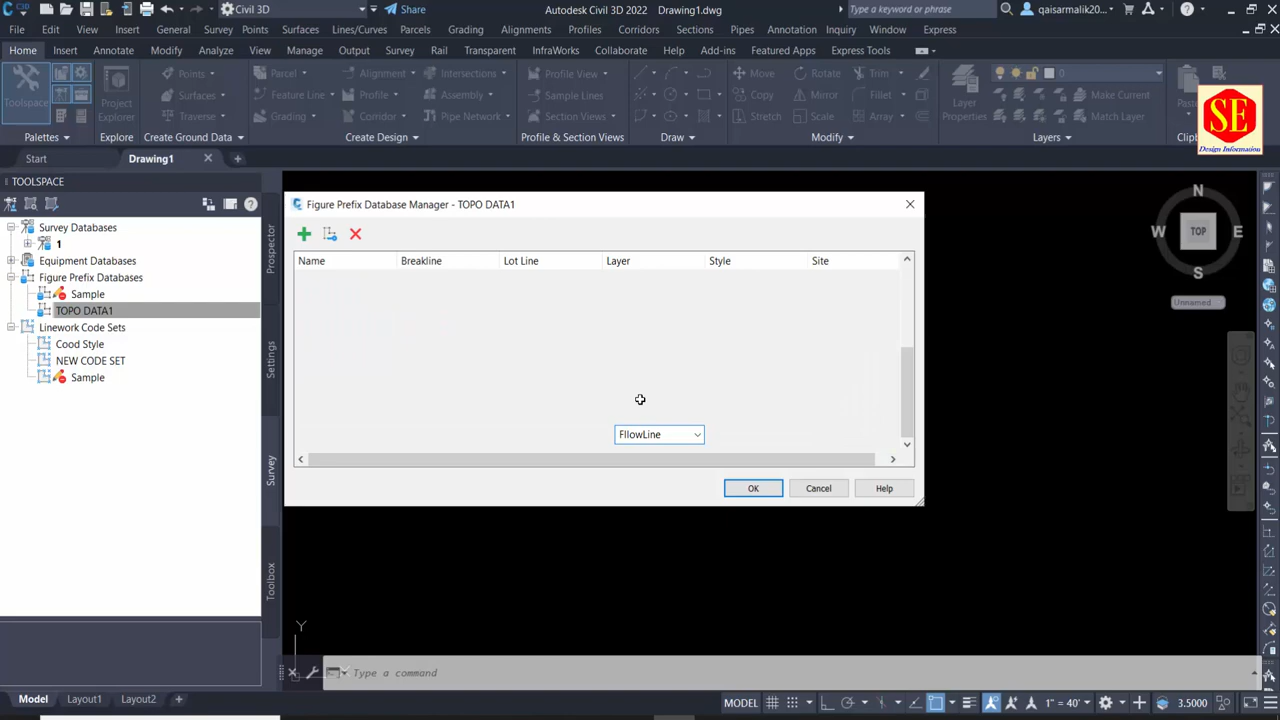 Civil 3D
Share
Autodesk Civil 3D 2022 Drawing1.dwg
Type a keyword or phrase
qaisarmalik20...
File Edit View Insert General Survey Points Surfaces Lines/Curves Parcels Grading Alignments Profiles Corridors Sections Pipes Annotation Inquiry Window Express
Home Insert Annotate Modify Analyze View Manage Output Survey Rail Transparent InfraWorks Collaborate Help Add-ins Featured Apps Express Tools
Toolspace
Project Explorer
Points
Surfaces
Traverse
Parcel
Feature Line
Grading
Alignment
Profile
Corridor
Intersections
Assembly
Pipe Network
Profile View
Sample Lines
Section Views
Move
Copy
Stretch
Rotate
Mirror
Scale
Trim
Fillet
Array
Layer Properties
0
Make Current
Match Layer
Paste
Palettes Explore Create Ground Data Create Design Profile & Section Views Draw Modify Layers
SE
Design Information
Start Drawing1
TOOLSPACE
Survey Databases
1
Equipment Databases
Figure Prefix Databases
Sample
TOPO DATA1
Linework Code Sets
Cood Style
NEW CODE SET
Sample
Prospector
Settings
Survey
Toolbox
Figure Prefix Database Manager - TOPO DATA1
Name Breakline Lot Line Layer Style Site
FllowLine
OK Cancel Help
N
W TOP E
S
Unnamed
Y
Type a command
Model Layout1 Layout2
MODEL
1" = 40'
3.5000